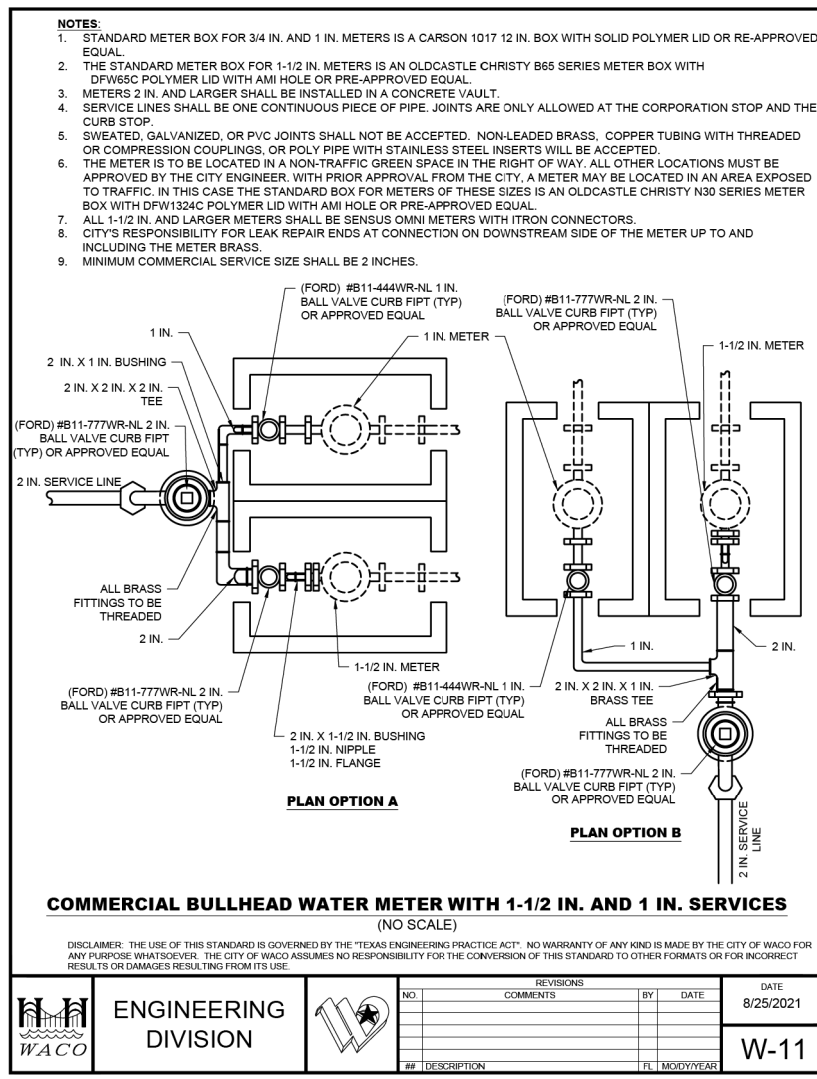 NOTES:
1. STANDARD METER BOX FOR 3/4 IN. AND 1 IN. METERS IS A CARSON 1017 12 IN. BOX WITH SOLID POLYMER LID OR RE-APPROVED
EQUAL.
2. THE STANDARD METER BOX FOR 1-1/2 IN. METERS IS AN OLDCASTLE CHRISTY B65 SERIES METER BOX WITH
DFW65C POLYMER LID WITH AMI HOLE OR PRE-APPROVED EQUAL.
3. METERS 2 IN. AND LARGER SHALL BE INSTALLED IN A CONCRETE VAULT.
4. SERVICE LINES SHALL BE ONE CONTINUOUS PIECE OF PIPE. JOINTS ARE ONLY ALLOWED AT THE CORPORATION STOP AND THE
CURB STOP.
5. SWEATED, GALVANIZED, OR PVC JOINTS SHALL NOT BE ACCEPTED. NON-LEADED BRASS, COPPER TUBING WITH THREADED
OR COMPRESSION COUPLINGS, OR POLY PIPE WITH STAINLESS STEEL INSERTS WILL BE ACCEPTED.
6. THE METER IS TO BE LOCATED IN A NON-TRAFFIC GREEN SPACE IN THE RIGHT OF WAY. ALL OTHER LOCATIONS MUST BE
APPROVED BY THE CITY ENGINEER. WITH PRIOR APPROVAL FROM THE CITY, A METER MAY BE LOCATED IN AN AREA EXPOSED
TO TRAFFIC. IN THIS CASE THE STANDARD BOX FOR METERS OF THESE SIZES IS AN OLDCASTLE CHRISTY N30 SERIES METER
BOX WITH DFW1324C POLYMER LID WITH AMI HOLE OR PRE-APPROVED EQUAL.
7. ALL 1-1/2 IN. AND LARGER METERS SHALL BE SENSUS OMNI METERS WITH ITRON CONNECTORS.
8. CITY'S RESPONSIBILITY FOR LEAK REPAIR ENDS AT CONNECTION ON DOWNSTREAM SIDE OF THE METER UP TO AND
INCLUDING THE METER BRASS.
9. MINIMUM COMMERCIAL SERVICE SIZE SHALL BE 2 INCHES.
(FORD) #B11-444WR-NL 1 IN.
BALL VALVE CURB FIPT (TYP)
OR APPROVED EQUAL
1 IN.
1 IN. METER
2 IN. X 1 IN. BUSHING
2 IN. X 2 IN. X 2 IN.
TEE
(FORD) #B11-777WR-NL 2 IN.
BALL VALVE CURB FIPT
(TYP) OR APPROVED EQUAL
2 IN. SERVICE LINE
ALL BRASS
FITTINGS TO BE
THREADED
2 IN.
1-1/2 IN. METER
(FORD) #B11-777WR-NL 2 IN.
BALL VALVE CURB FIPT (TYP)
OR APPROVED EQUAL
2 IN. X 1-1/2 IN. BUSHING
1-1/2 IN. NIPPLE
1-1/2 IN. FLANGE
PLAN OPTION A
(FORD) #B11-777WR-NL 2 IN.
BALL VALVE CURB FIPT (TYP)
OR APPROVED EQUAL
1-1/2 IN. METER
1 IN.
2 IN.
(FORD) #B11-444WR-NL 1 IN.
BALL VALVE CURB FIPT (TYP)
OR APPROVED EQUAL
2 IN. X 2 IN. X 1 IN.
BRASS TEE
ALL BRASS
FITTINGS TO BE
THREADED
(FORD) #B11-777WR-NL 2 IN.
BALL VALVE CURB FIPT (TYP)
OR APPROVED EQUAL
2 IN. SERVICE
LINE
PLAN OPTION B
COMMERCIAL BULLHEAD WATER METER WITH 1-1/2 IN. AND 1 IN. SERVICES
(NO SCALE)
DISCLAIMER: THE USE OF THIS STANDARD IS GOVERNED BY THE "TEXAS ENGINEERING PRACTICE ACT". NO WARRANTY OF ANY KIND IS MADE BY THE CITY OF WACO FOR
ANY PURPOSE WHATSOEVER. THE CITY OF WACO ASSUMES NO RESPONSIBILITY FOR THE CONVERSION OF THIS STANDARD TO OTHER FORMATS OR FOR INCORRECT
RESULTS OR DAMAGES RESULTING FROM ITS USE.
WACO
ENGINEERING
DIVISION
REVISIONS
NO. COMMENTS BY DATE
## DESCRIPTION FL MO/DY/YEAR
DATE
8/25/2021
W-11